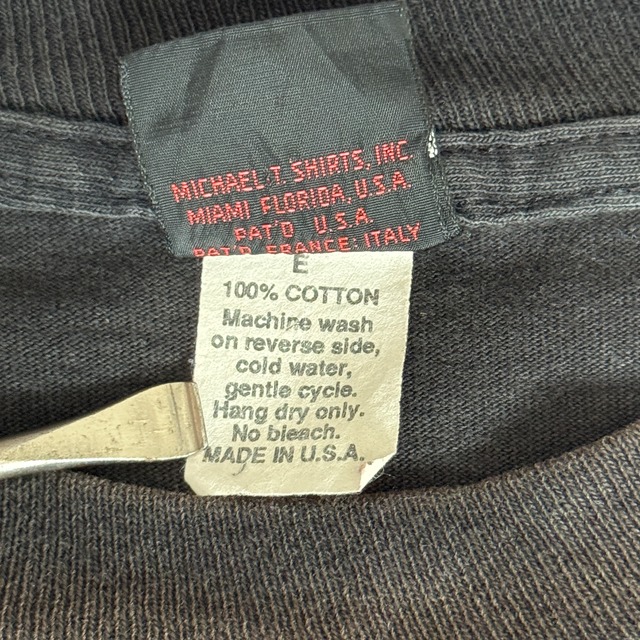 MICHAEL T. SHIRTS, INC.
MIAMI FLORIDA, U.S.A.
PAT'D U.S.A.
PAT'D FRANCE: ITALY
E
100% COTTON
Machine wash
on reverse side,
cold water,
gentle cycle.
Hang dry only.
No bleach.
MADE IN U.S.A.